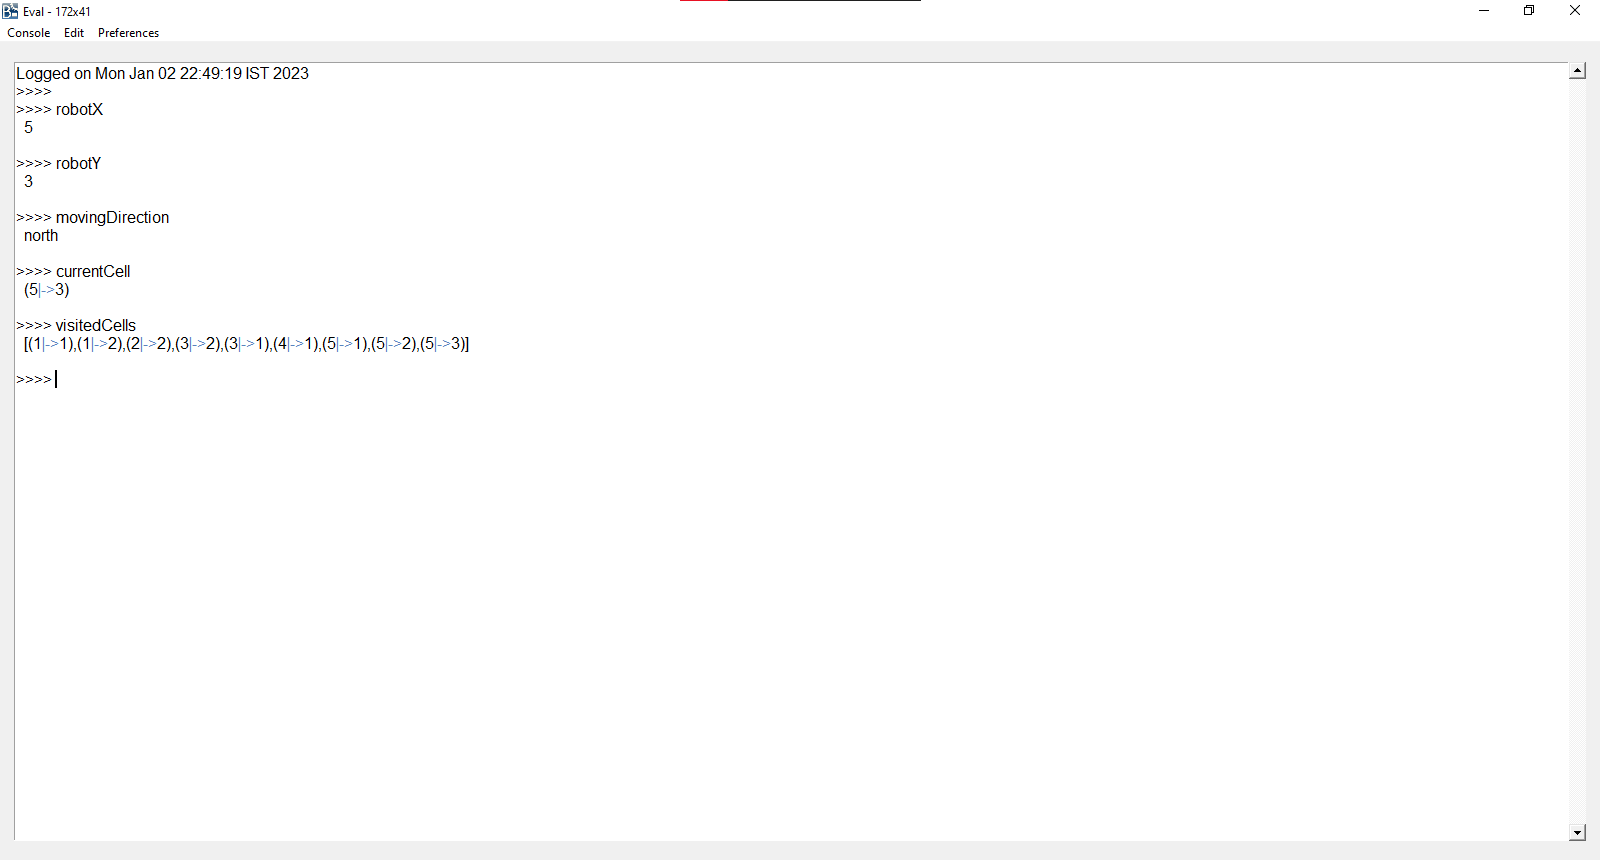 Eval - 172x41
Console Edit Preferences
Logged on Mon Jan 02 22:49:19 IST 2023
>>>>
>>>> robotX
5
>>>> robotY
3
>>>> movingDirection
north
>>>> currentCell
(5|->3)
>>>> visitedCells
[(1|->1),(1|->2),(2|->2),(3|->2),(3|->1),(4|->1),(5|->1),(5|->2),(5|->3)]
>>>>